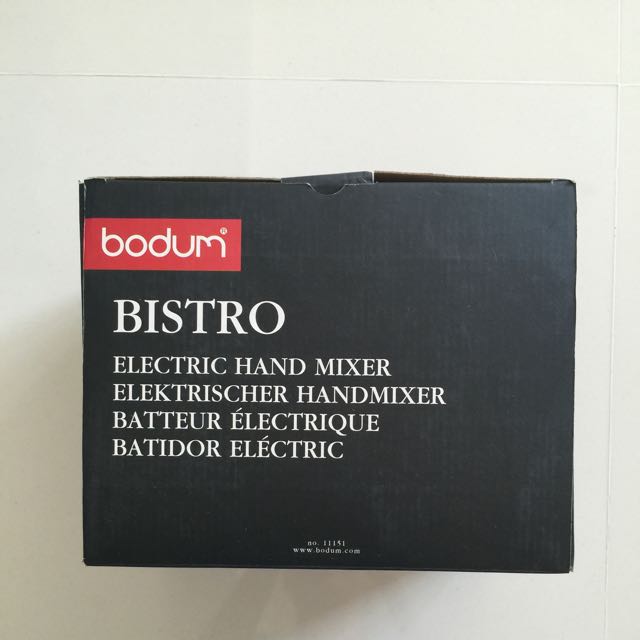 bodum®
BISTRO
ELECTRIC HAND MIXER
ELEKTRISCHER HANDMIXER
BATTEUR ÉLECTRIQUE
BATIDOR ELÉCTRIC
no. 11151
www.bodum.com